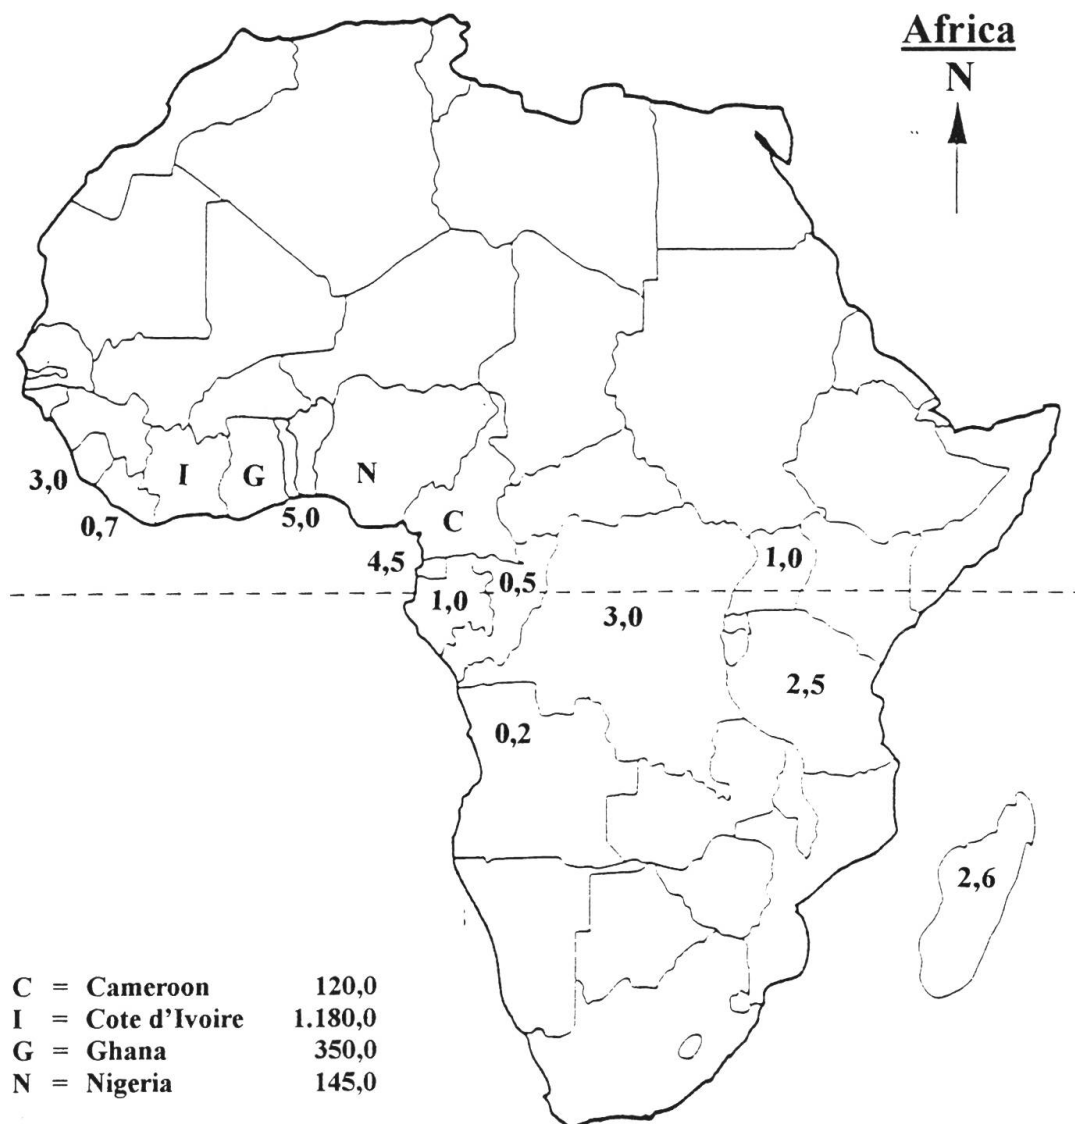 Africa
N
I
G
N
3,0
0,7
5,0
C
4,5
0,5
1,0
1,0
3,0
2,5
0,2
2,6
C = Cameroon 120,0
I = Cote d’Ivoire 1.180,0
G = Ghana 350,0
N = Nigeria 145,0